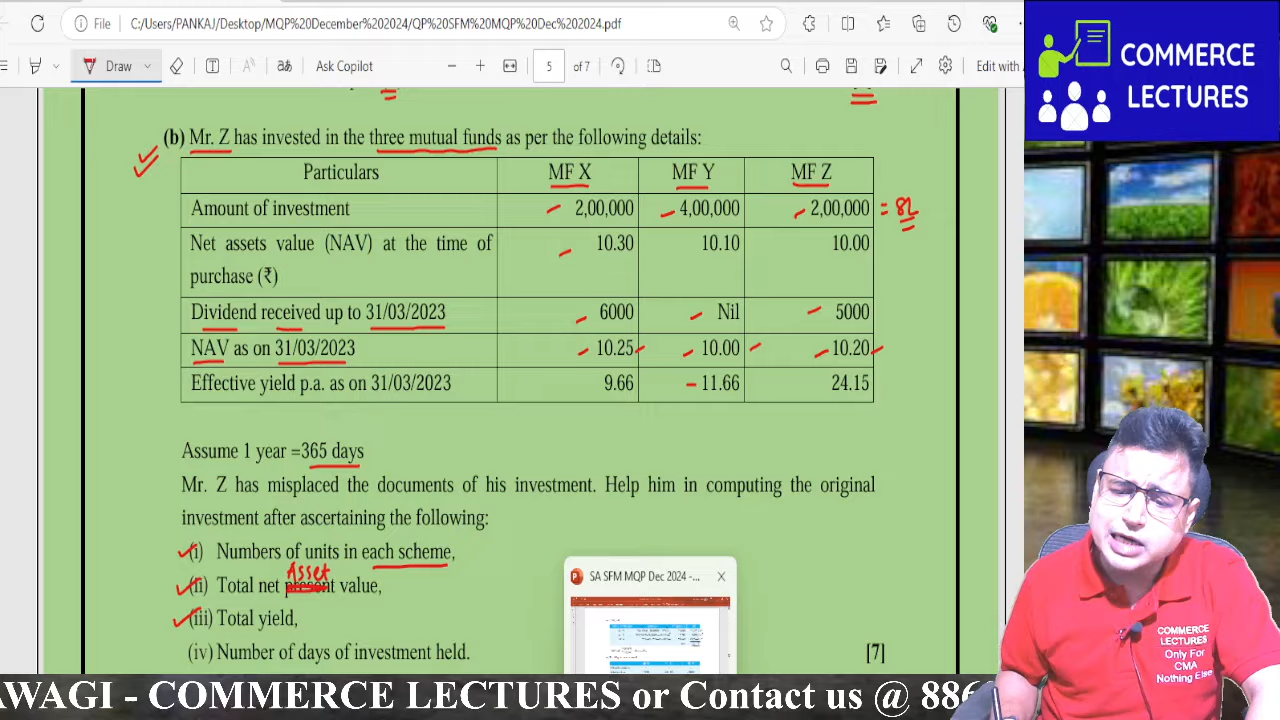 File C:/Users/PANKAJ/Desktop/MQP%20December%202024/QP%20SFM%20MQP%20Dec%202024.pdf
Draw Ask Copilot 5 of 7 Edit with
COMMERCE
LECTURES
(b) Mr. Z has invested in the three mutual funds as per the following details:
Particulars MF X MF Y MF Z
Amount of investment 2,00,000 4,00,000 2,00,000 = 8L
Net assets value (NAV) at the time of 10.30 10.10 10.00
purchase (₹)
Dividend received up to 31/03/2023 6000 Nil 5000
NAV as on 31/03/2023 10.25 10.00 10.20
Effective yield p.a. as on 31/03/2023 9.66 -11.66 24.15
Assume 1 year =365 days
Mr. Z has misplaced the documents of his investment. Help him in computing the original
investment after ascertaining the following:
(i) Numbers of units in each scheme,
Asset
(ii) Total net present value,
(iii) Total yield,
(iv) Number of days of investment held. [7]
SA SFM MQP Dec 2024 -...
COMMERCE
LECTURES
Only For
CMA
Nothing Else
AWAGI - COMMERCE LECTURES or Contact us @ 886